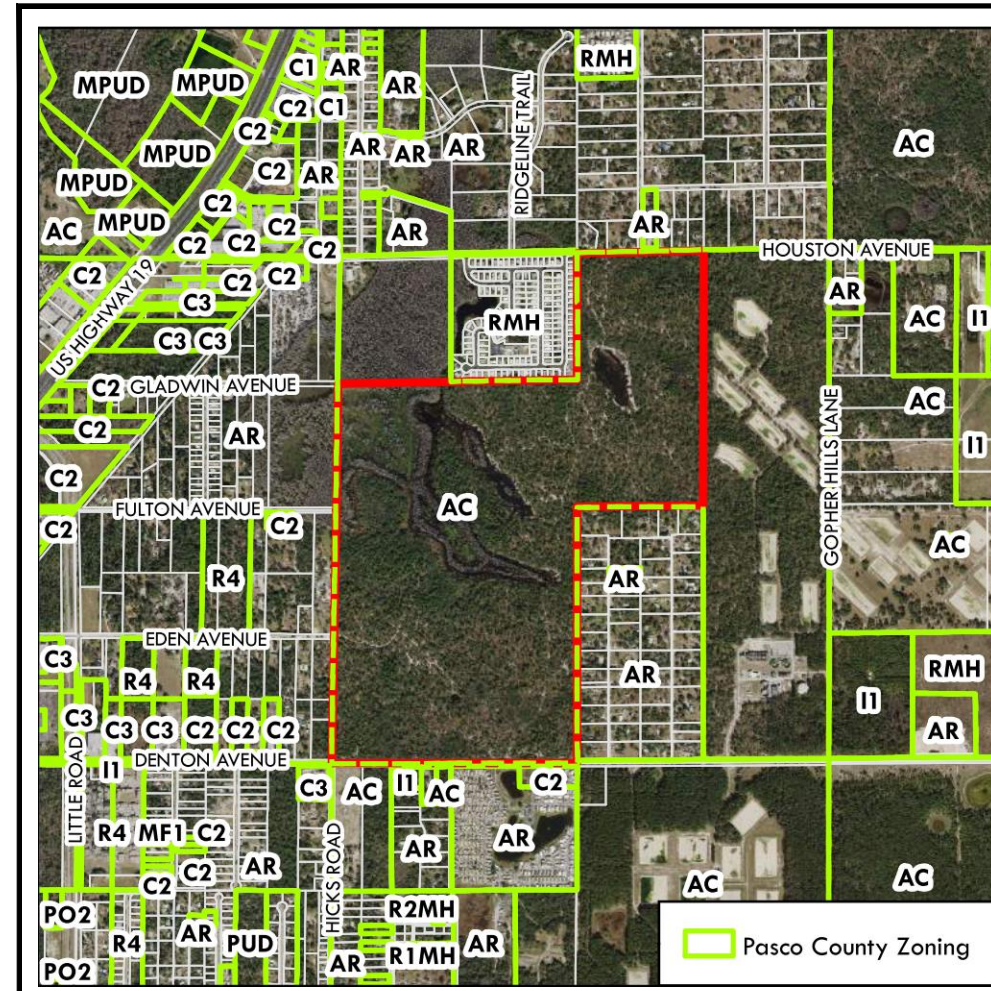 MPUD
MPUD
C1
AR
AR
RMH
C2
C1
MPUD
AR
AR
AR
RIDGELINE TRAIL
AC
C2
AR
MPUD
AC
MPUD
C2
C2
C2
C2
C2
AR
AR
HOUSTON AVENUE
C2
US HIGHWAY 19
C2
C3
RMH
AR
AC
I1
C3
C3
C2
GLADWIN AVENUE
AC
C2
AR
I1
C2
AC
FULTON AVENUE
C2
C2
GOPHER HILLS LANE
AC
R4
AR
EDEN AVENUE
C3
R4
R4
AR
RMH
I1
C3
C3
C3
C2
C2
C2
AR
DENTON AVENUE
I1
LITTLE ROAD
C3
AC
I1
AC
C2
R4
MF1
C2
AR
AR
AR
C2
C2
HICKS ROAD
AC
AC
PO2
R4
AR
PUD
R2MH
AR
R1MH
AR
PO2
Pasco County Zoning